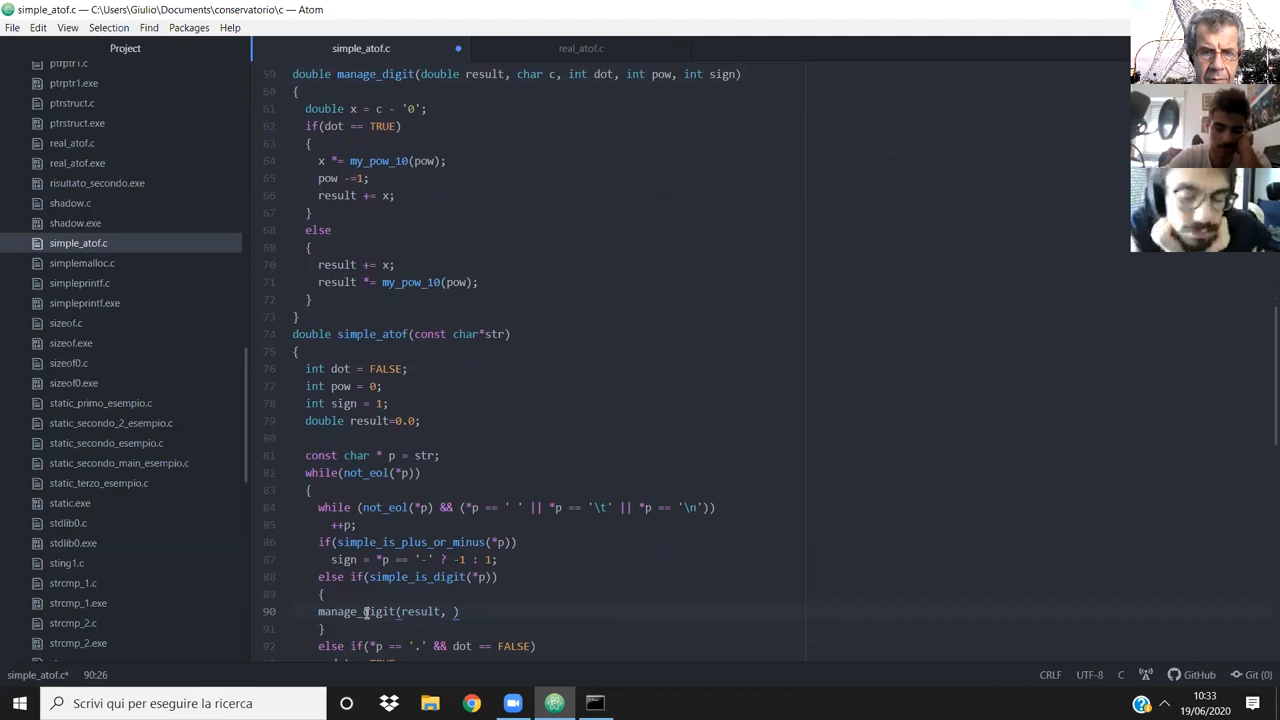 simple_atof.c — C:\Users\Giulio\Documents\conservatorio\c — Atom
File Edit View Selection Find Packages Help
Project
simple_atof.c
real_atof.c
ptrptr1.c
ptrptr1.exe
ptrstruct.c
ptrstruct.exe
real_atof.c
real_atof.exe
risultato_secondo.exe
shadow.c
shadow.exe
simple_atof.c
simplemalloc.c
simpleprintf.c
simpleprintf.exe
sizeof.c
sizeof.exe
sizeof0.c
sizeof0.exe
static_primo_esempio.c
static_secondo_2_esempio.c
static_secondo_esempio.c
static_secondo_main_esempio.c
static_terzo_esempio.c
static.exe
stdlib0.c
stdlib0.exe
sting1.c
strcmp_1.c
strcmp_1.exe
strcmp_2.c
strcmp_2.exe
59 double manage_digit(double result, char c, int dot, int pow, int sign)
60 {
61 double x = c - '0';
62 if(dot == TRUE)
63 {
64 x *= my_pow_10(pow);
65 pow -=1;
66 result += x;
67 }
68 else
69 {
70 result += x;
71 result *= my_pow_10(pow);
72 }
73 }
74 double simple_atof(const char*str)
75 {
76 int dot = FALSE;
77 int pow = 0;
78 int sign = 1;
79 double result=0.0;
80
81 const char * p = str;
82 while(not_eol(*p))
83 {
84 while (not_eol(*p) && (*p == ' ' || *p == '\t' || *p == '\n'))
85 ++p;
86 if(simple_is_plus_or_minus(*p))
87 sign = *p == '-' ? -1 : 1;
88 else if(simple_is_digit(*p))
89 {
90 manage_digit(result, )
91 }
92 else if(*p == '.' && dot == FALSE)
simple_atof.c* 90:26
CRLF UTF-8 C GitHub Git (0)
Scrivi qui per eseguire la ricerca
10:33
19/06/2020